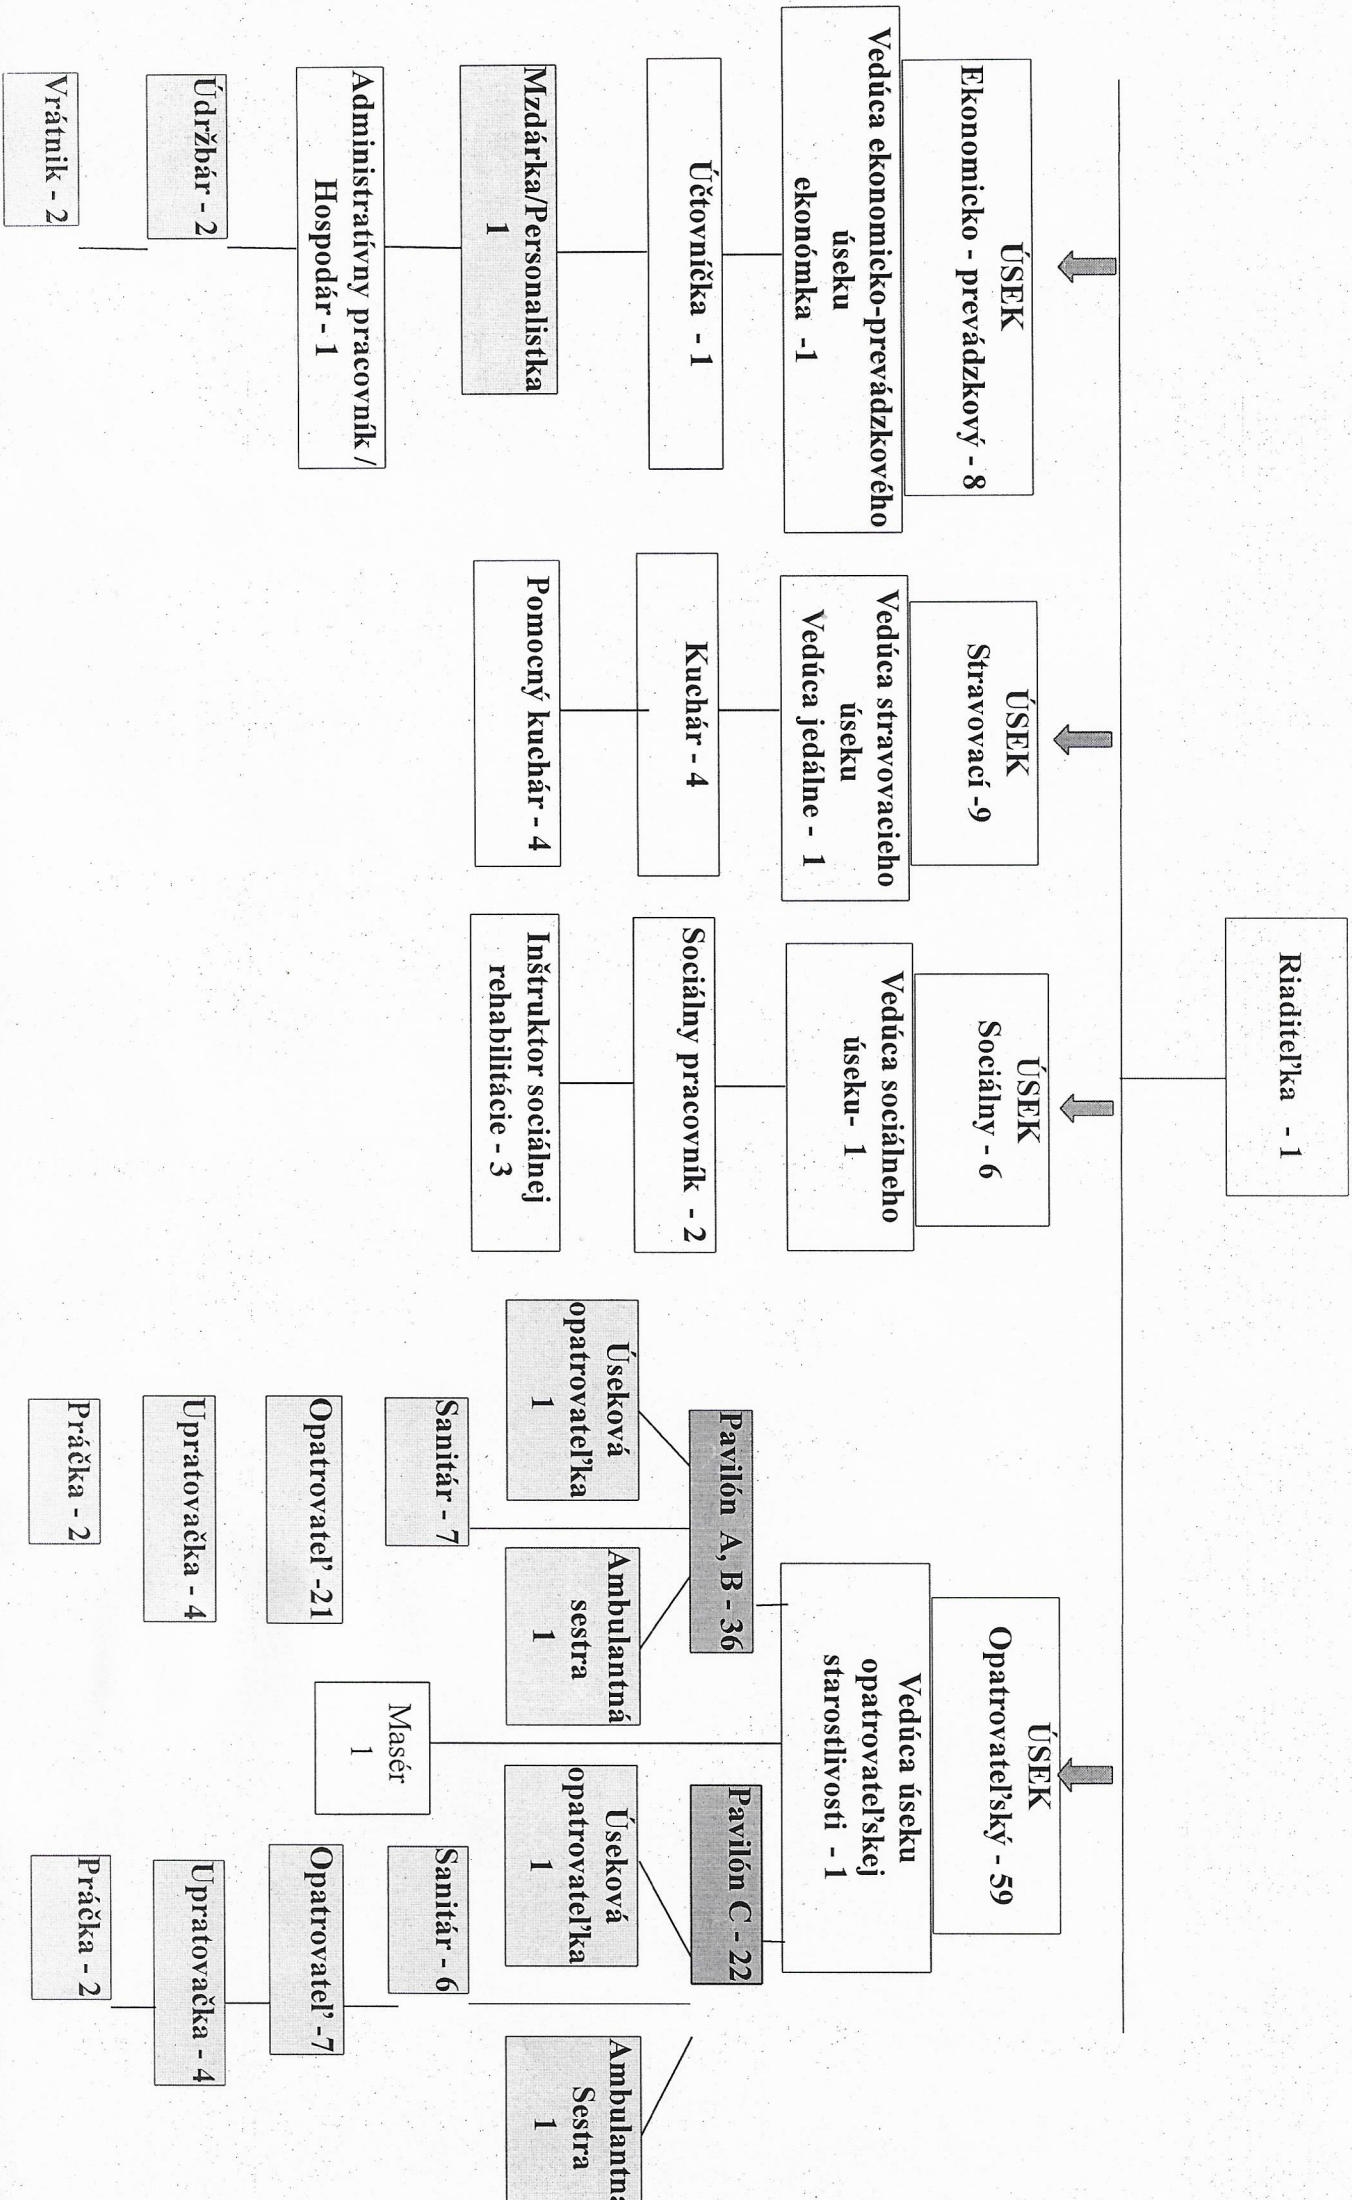 Riaditeľka - 1
ÚSEK
Ekonomicko - prevádzkový - 8
Vedúca ekonomicko-prevádzkového
úseku
ekonómka -1
Účtovníčka - 1
Mzdárka/Personalistka
1
Administratívny pracovník /
Hospodár - 1
Údržbár - 2
Vrátnik - 2
ÚSEK
Stravovací -9
Vedúca stravovacieho
úseku
Vedúca jedálne - 1
Kuchár - 4
Pomocný kuchár - 4
ÚSEK
Sociálny - 6
Vedúca sociálneho
úseku- 1
Sociálny pracovník - 2
Inštruktor sociálnej
rehabilitácie - 3
ÚSEK
Opatrovateľský - 59
Vedúca úseku
opatrovateľskej
starostlivosti - 1
Pavilón A, B - 36
Úseková
opatrovateľka
1
Ambulantná
sestra
1
Sanitár - 7
Opatrovateľ -21
Upratovačka - 4
Práčka - 2
Masér
1
Pavilón C - 22
Úseková
opatrovateľka
1
Ambulantná
Sestra
1
Sanitár - 6
Opatrovateľ -7
Upratovačka - 4
Práčka - 2